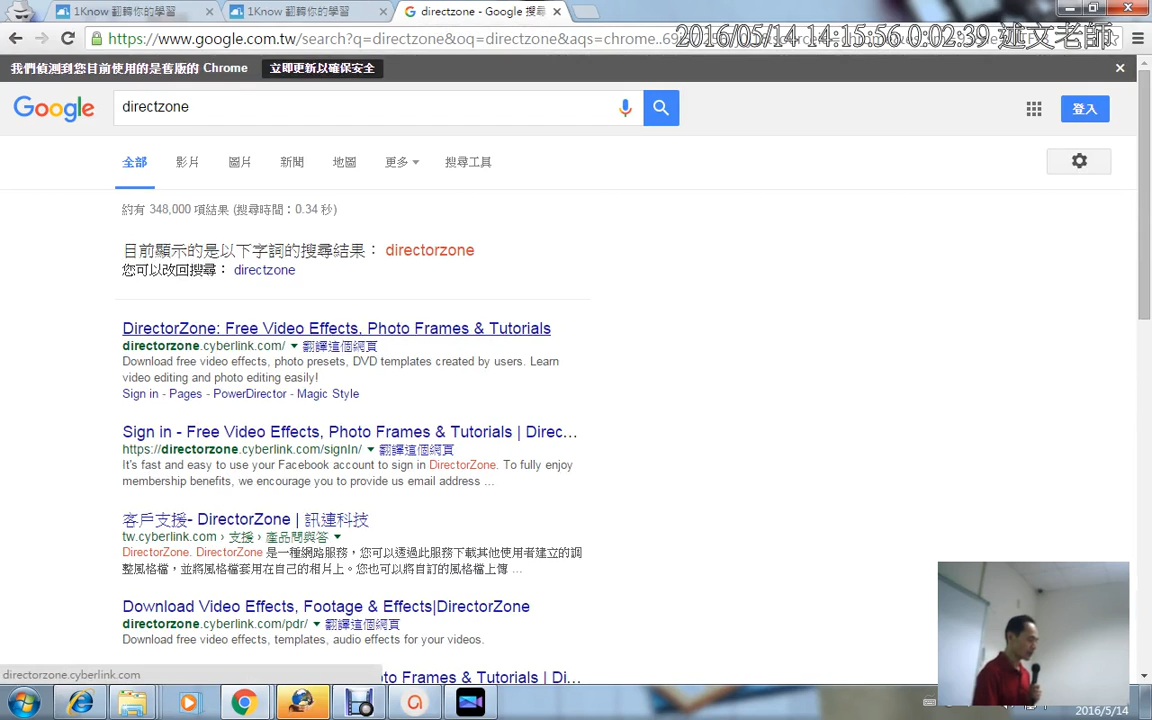 1Know 翻轉你的學習
1Know 翻轉你的學習
directzone - Google 搜尋
https://www.google.com.tw/search?q=directzone&oq=directzone&aqs=chrome..69
2016/05/14 14:15:56 0:02:39 述文老師
我們偵測到您目前使用的是舊版的 Chrome 立即更新以確保安全
Google directzone 登入
全部 影片 圖片 新聞 地圖 更多 搜尋工具
約有 348,000 項結果 (搜尋時間：0.34 秒)
目前顯示的是以下字詞的搜尋結果： directorzone
您可以改回搜尋： directzone
DirectorZone: Free Video Effects, Photo Frames & Tutorials
directorzone.cyberlink.com/ 翻譯這個網頁
Download free video effects, photo presets, DVD templates created by users. Learn
video editing and photo editing easily!
Sign in - Pages - PowerDirector - Magic Style
Sign in - Free Video Effects, Photo Frames & Tutorials | Direc...
https://directorzone.cyberlink.com/signIn/ 翻譯這個網頁
It's fast and easy to use your Facebook account to sign in DirectorZone. To fully enjoy
membership benefits, we encourage you to provide us email address ...
客戶支援- DirectorZone | 訊連科技
tw.cyberlink.com › 支援 › 產品問與答
DirectorZone. DirectorZone 是一種網路服務，您可以透過此服務下載其他使用者建立的調
整風格檔，並將風格檔套用在自己的相片上。您也可以將自訂的風格檔上傳 ...
Download Video Effects, Footage & Effects|DirectorZone
directorzone.cyberlink.com/pdr/ 翻譯這個網頁
Download free video effects, templates, audio effects for your videos.
directorzone.cyberlink.com
to Frames & Tutorials | Di...
2016/5/14